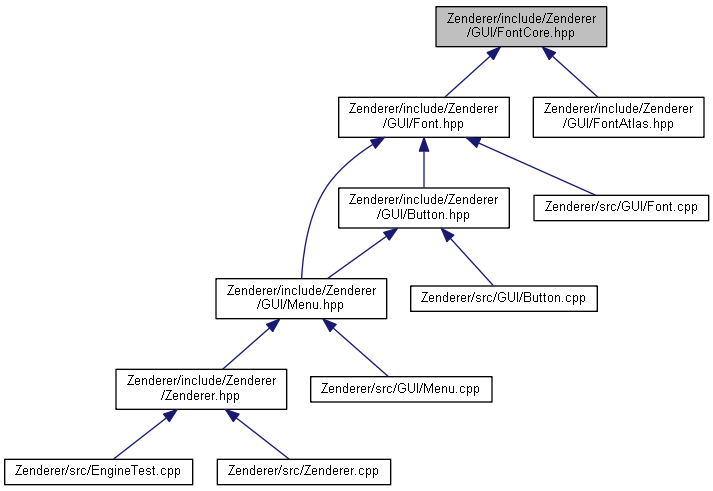 Zenderer/include/Zenderer
/GUI/FontCore.hpp
Zenderer/include/Zenderer
/GUI/Font.hpp
Zenderer/include/Zenderer
/GUI/FontAtlas.hpp
Zenderer/include/Zenderer
/GUI/Button.hpp
Zenderer/src/GUI/Font.cpp
Zenderer/include/Zenderer
/GUI/Menu.hpp
Zenderer/src/GUI/Button.cpp
Zenderer/include/Zenderer
/Zenderer.hpp
Zenderer/src/GUI/Menu.cpp
Zenderer/src/EngineTest.cpp
Zenderer/src/Zenderer.cpp